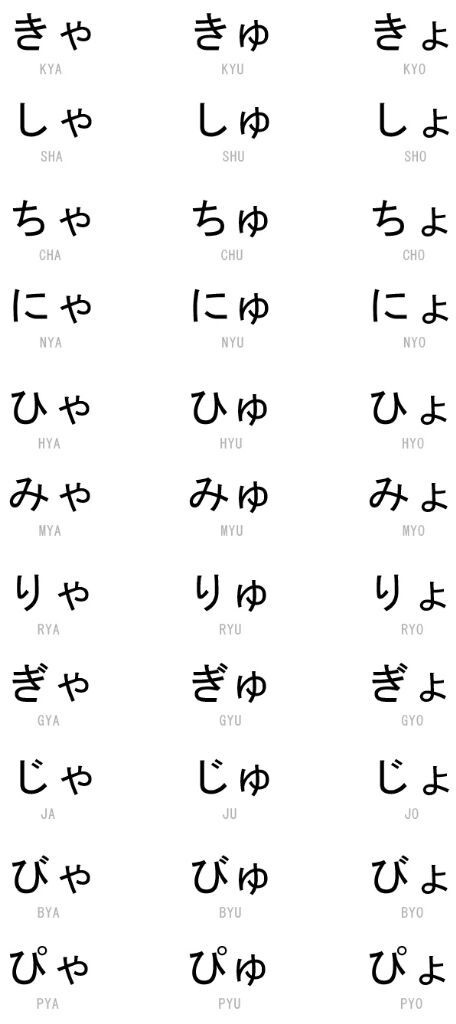 きゃ きゅ きょ
KYA KYU KYO
しゃ しゅ しょ
SHA SHU SHO
ちゃ ちゅ ちょ
CHA CHU CHO
にゃ にゅ にょ
NYA NYU NYO
ひゃ ひゅ ひょ
HYA HYU HYO
みゃ みゅ みょ
MYA MYU MYO
りゃ りゅ りょ
RYA RYU RYO
ぎゃ ぎゅ ぎょ
GYA GYU GYO
じゃ じゅ じょ
JA JU JO
びゃ びゅ びょ
BYA BYU BYO
ぴゃ ぴゅ ぴょ
PYA PYU PYO